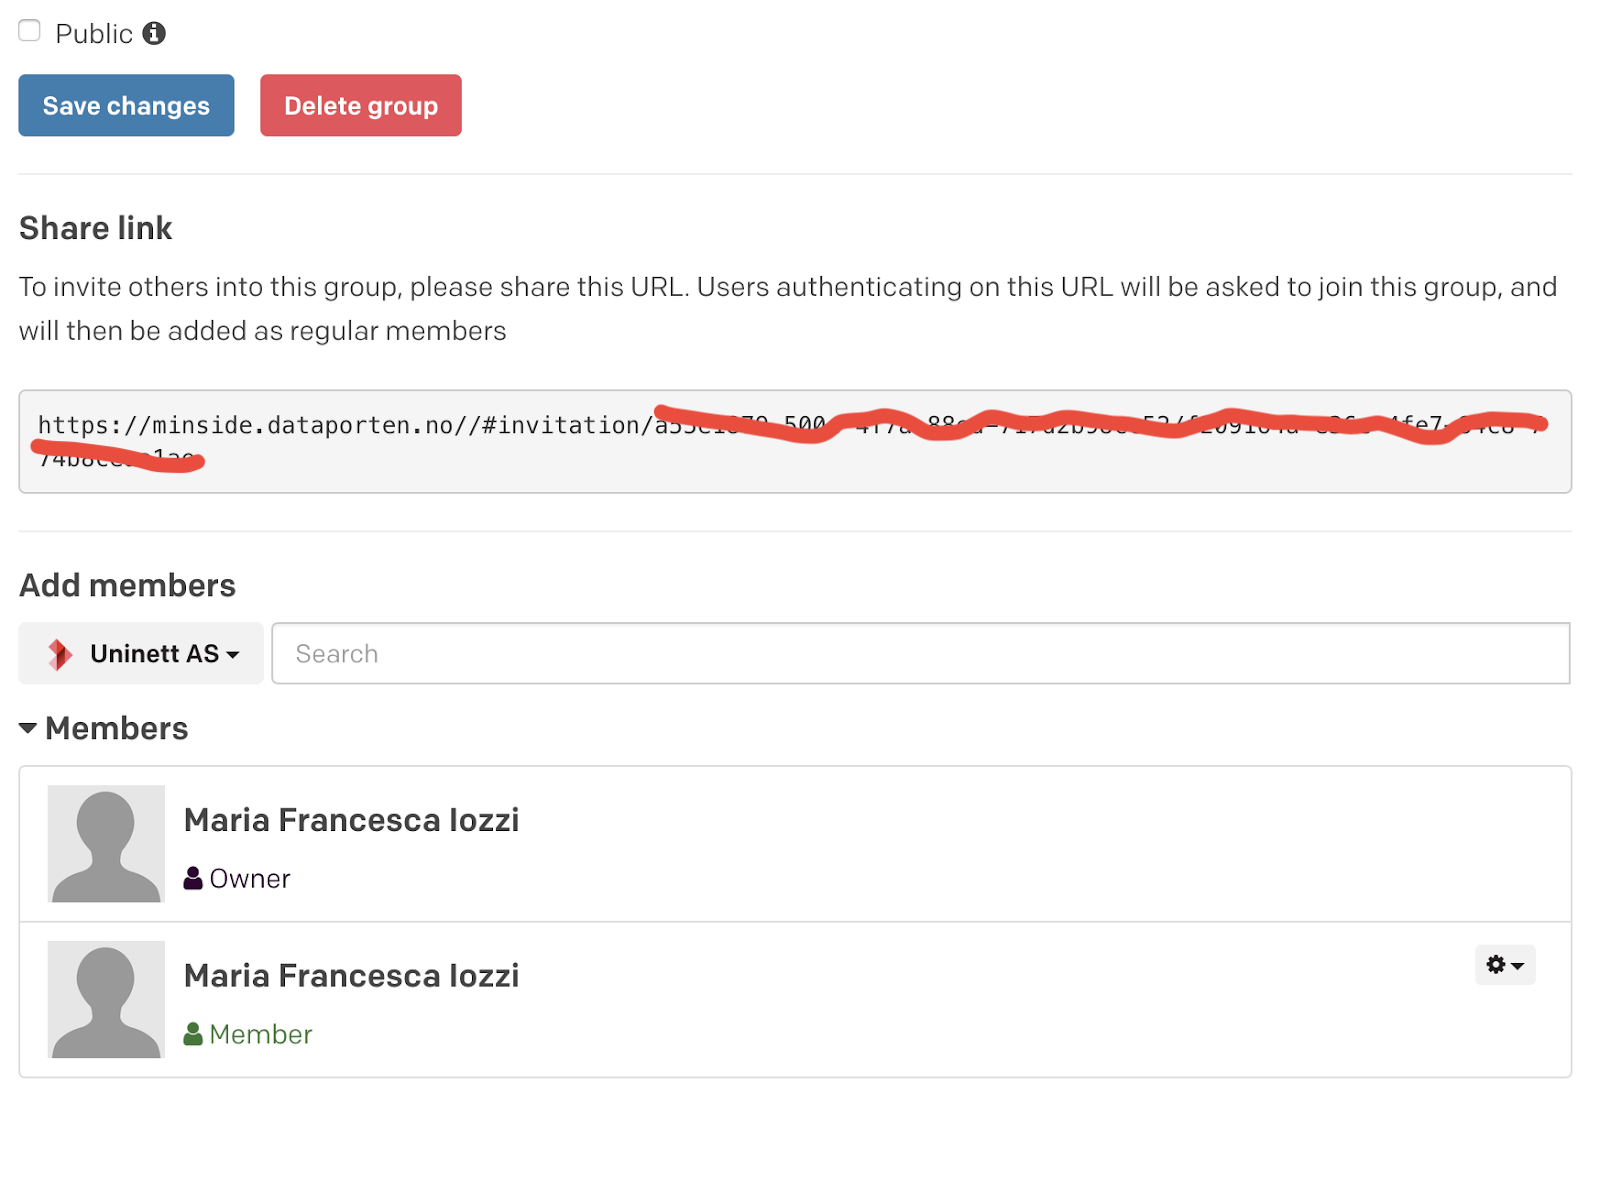 Public
Save changes
Delete group
Share link
To invite others into this group, please share this URL. Users authenticating on this URL will be asked to join this group, and
will then be added as regular members
https://minside.dataporten.no//#invitation/
Add members
Uninett AS
Search
Members
Maria Francesca Iozzi
Owner
Maria Francesca Iozzi
Member